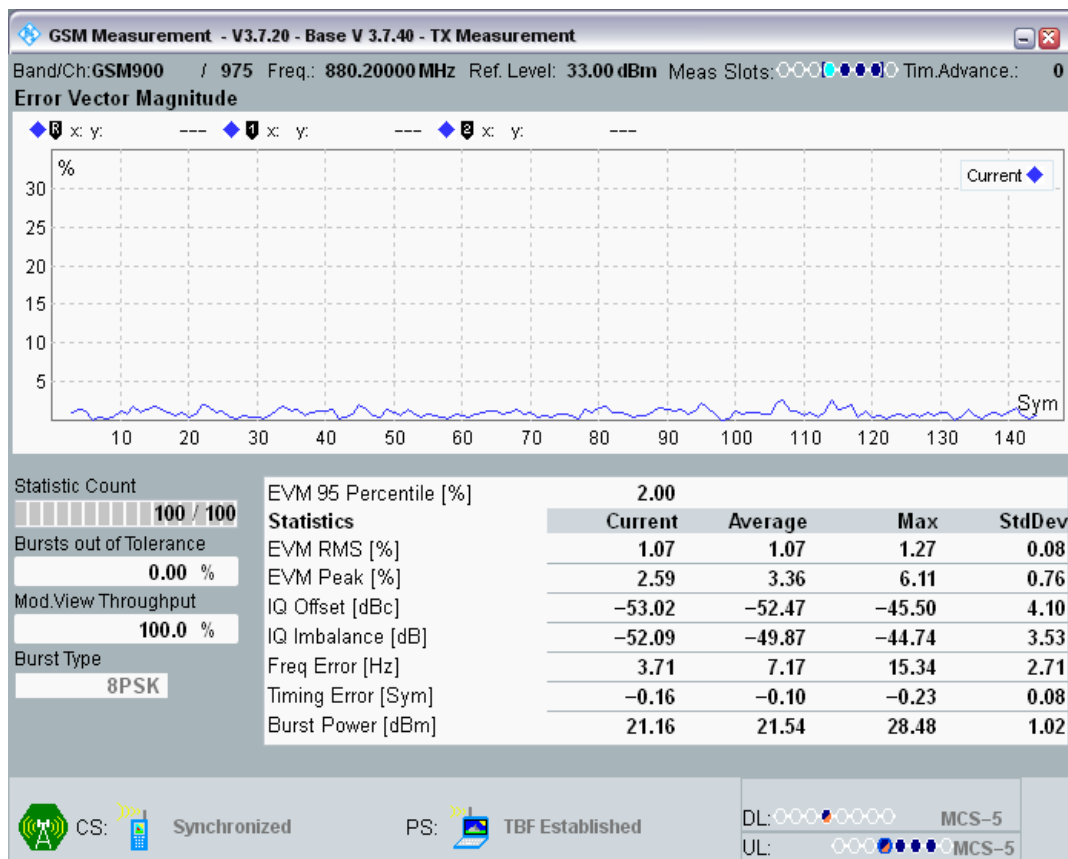 GSM Measurement - V3.7.20 - Base V 3.7.40 - TX Measurement
Band/Ch:GSM900 / 975 Freq.: 880.20000 MHz Ref. Level: 33.00 dBm Meas Slots: Tim.Advance.: 0
Error Vector Magnitude
R x: y: --- 1 x: y: --- 2 x: y: ---
%
Current
30
25
20
15
10
5
Sym
10 20 30 40 50 60 70 80 90 100 110 120 130 140
Statistic Count
100 / 100
Bursts out of Tolerance
0.00 %
Mod.View Throughput
100.0 %
Burst Type
8PSK
EVM 95 Percentile [%] 2.00
Statistics Current Average Max StdDev
EVM RMS [%] 1.07 1.07 1.27 0.08
EVM Peak [%] 2.59 3.36 6.11 0.76
IQ Offset [dBc] −53.02 −52.47 −45.50 4.10
IQ Imbalance [dB] −52.09 −49.87 −44.74 3.53
Freq Error [Hz] 3.71 7.17 15.34 2.71
Timing Error [Sym] −0.16 −0.10 −0.23 0.08
Burst Power [dBm] 21.16 21.54 28.48 1.02
CS: Synchronized PS: TBF Established
DL: MCS−5
UL: MCS−5